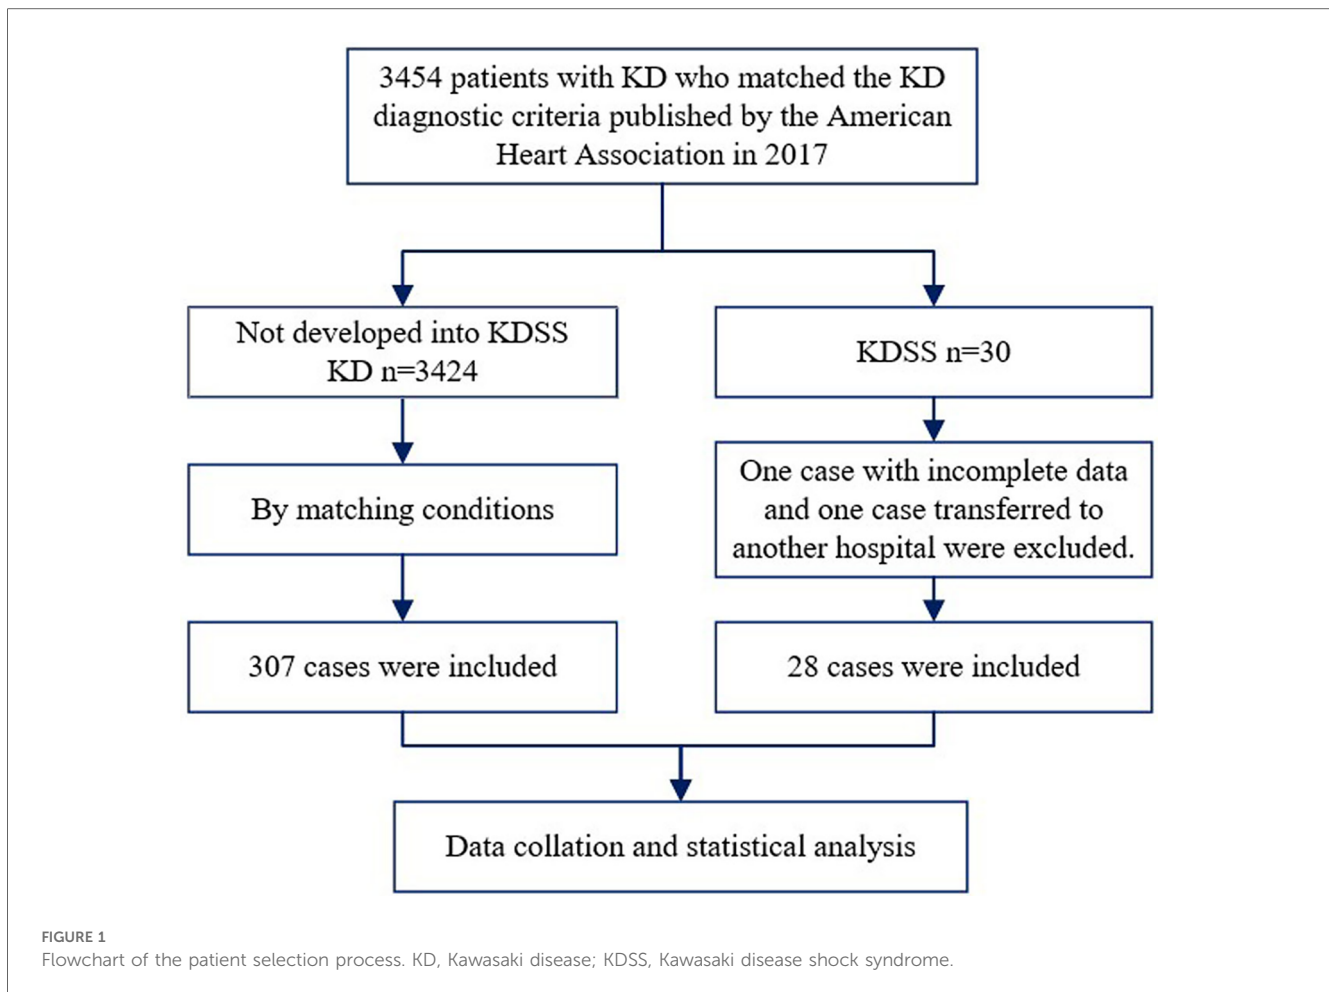 3454 patients with KD who matched the KD
diagnostic criteria published by the American
Heart Association in 2017
Not developed into KDSS
KD n=3424
KDSS n=30
By matching conditions
One case with incomplete data
and one case transferred to
another hospital were excluded.
307 cases were included
28 cases were included
Data collation and statistical analysis
FIGURE 1
Flowchart of the patient selection process. KD, Kawasaki disease; KDSS, Kawasaki disease shock syndrome.